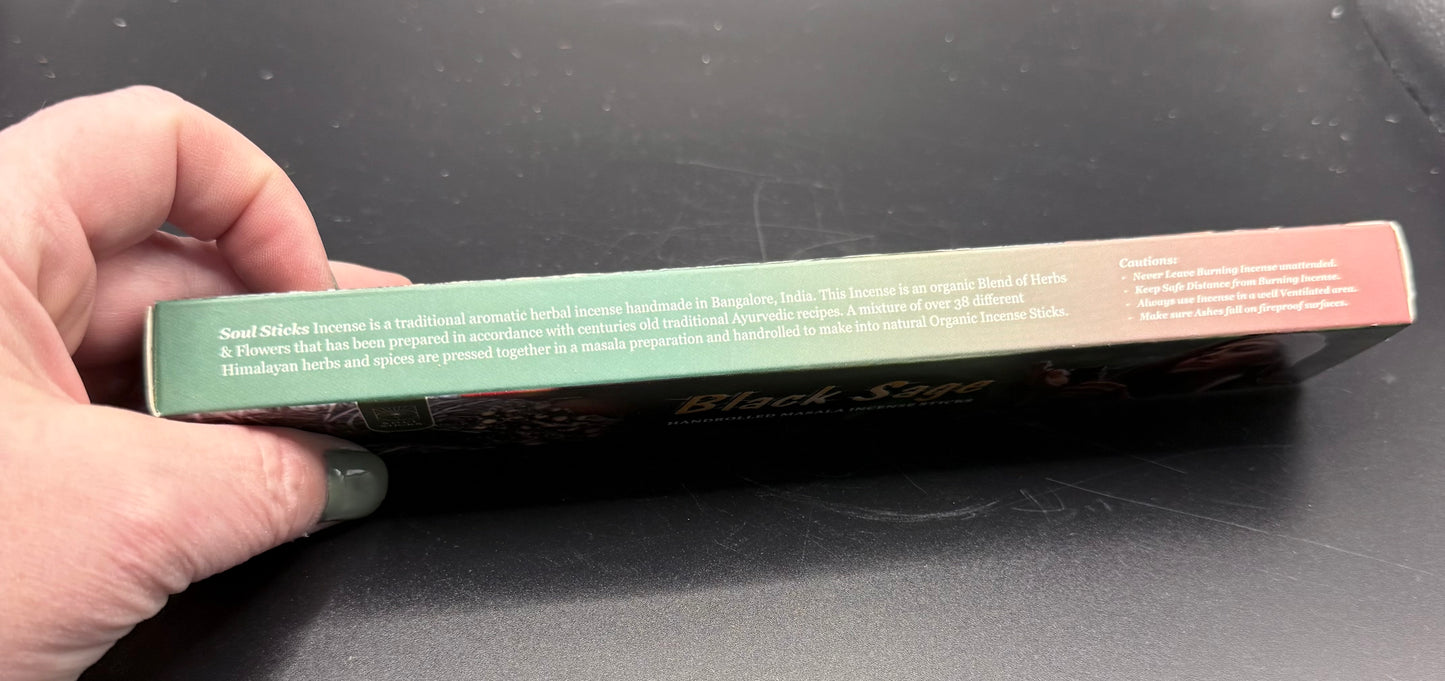 Soul Sticks Incense is a traditional aromatic herbal incense handmade in Bangalore, India. This Incense is an organic Blend of Herbs
& Flowers that has been prepared in accordance with centuries old traditional Ayurvedic recipes. A mixture of over 38 different
Himalayan herbs and spices are pressed together in a masala preparation and handrolled to make into natural Organic Incense Sticks.
Cautions:
- Never Leave Burning Incense unattended.
- Keep Safe Distance from Burning Incense.
- Always use Incense in a well Ventilated area.
- Make sure Ashes fall on fireproof surfaces.
Black Sage
HANDROLLED MASALA INCENSE STICKS